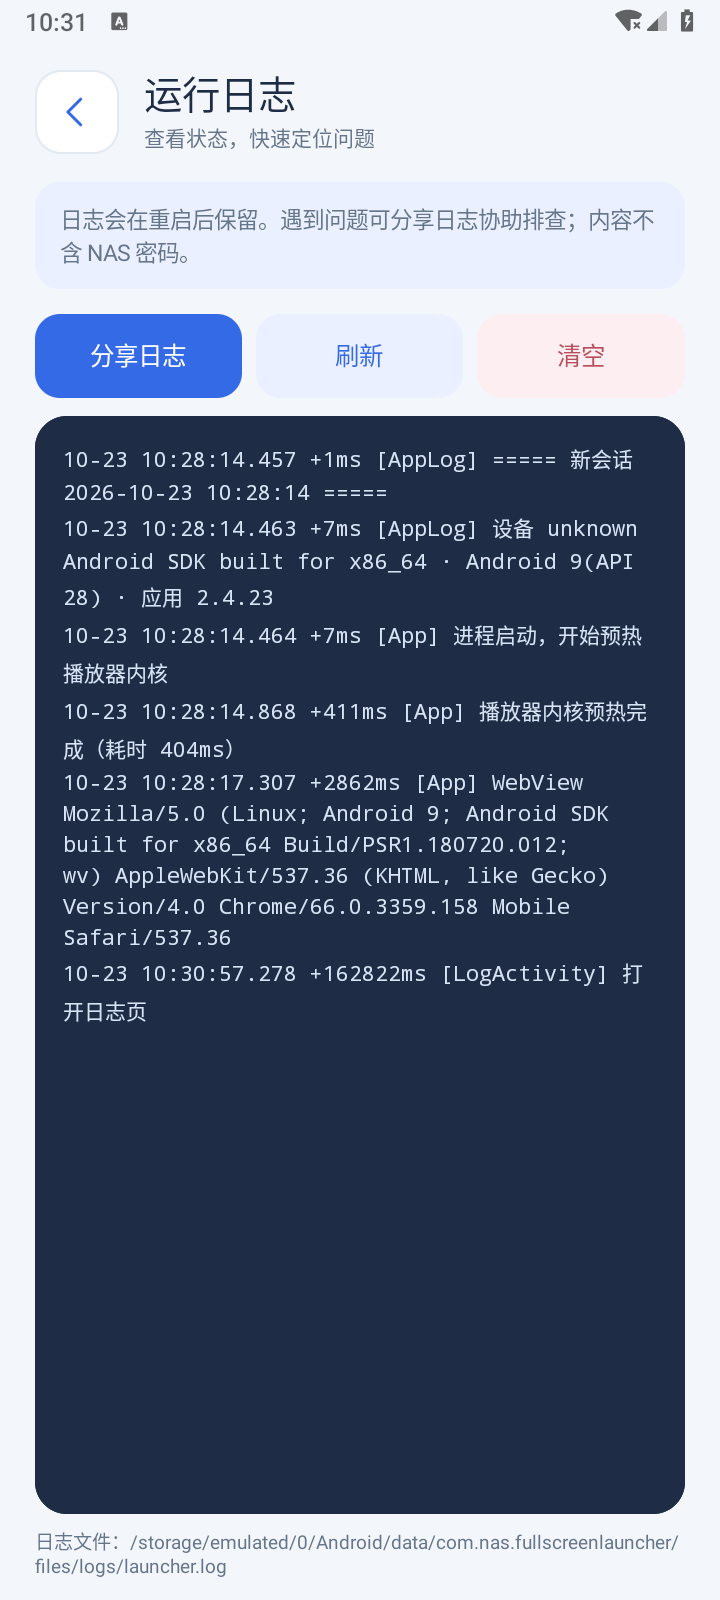 10:31
A
运行日志
查看状态，快速定位问题
日志会在重启后保留。遇到问题可分享日志协助排查；内容不
含 NAS 密码。
分享日志
刷新
清空
10-23 10:28:14.457 +1ms [AppLog] ===== 新会话
2026-10-23 10:28:14 =====
10-23 10:28:14.463 +7ms [AppLog] 设备 unknown
Android SDK built for x86_64 · Android 9(API
28) · 应用 2.4.23
10-23 10:28:14.464 +7ms [App] 进程启动，开始预热
播放器内核
10-23 10:28:14.868 +411ms [App] 播放器内核预热完
成（耗时 404ms）
10-23 10:28:17.307 +2862ms [App] WebView
Mozilla/5.0 (Linux; Android 9; Android SDK
built for x86_64 Build/PSR1.180720.012;
wv) AppleWebKit/537.36 (KHTML, like Gecko)
Version/4.0 Chrome/66.0.3359.158 Mobile
Safari/537.36
10-23 10:30:57.278 +162822ms [LogActivity] 打
开日志页
日志文件：/storage/emulated/0/Android/data/com.nas.fullscreenlauncher/
files/logs/launcher.log